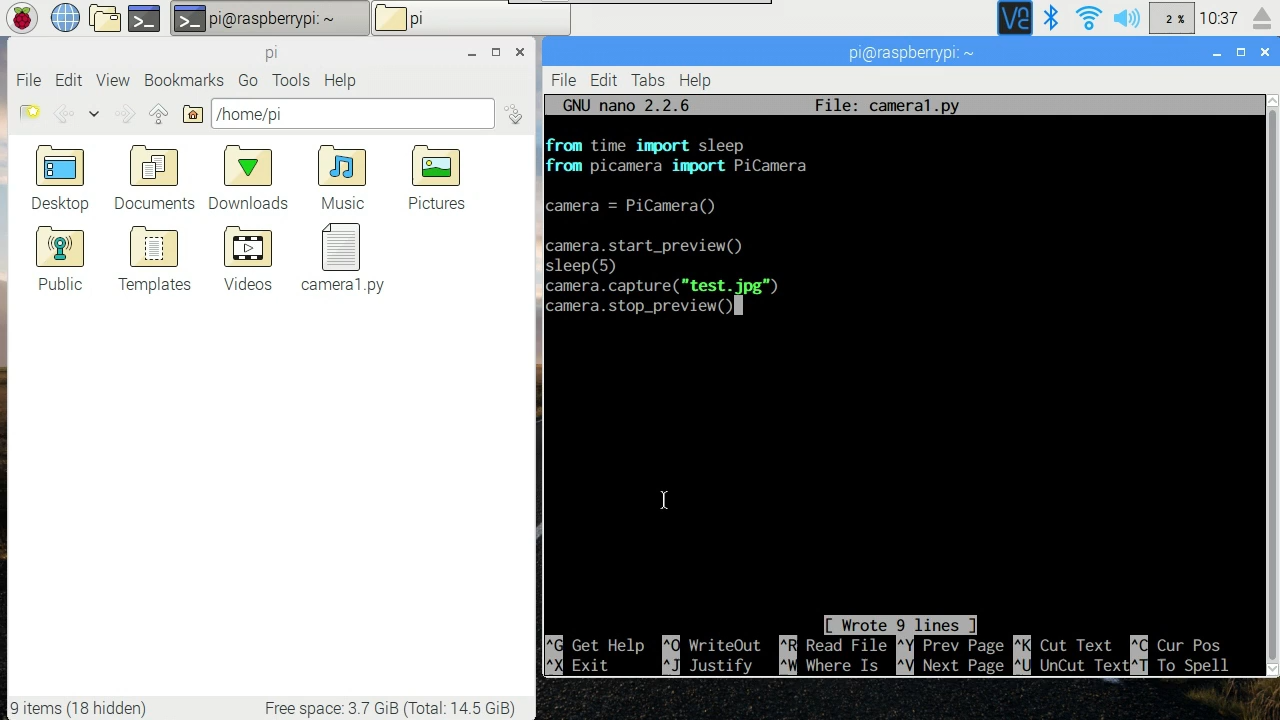 pi@raspberrypi: ~
pi
2 %
10:37
pi
File Edit View Bookmarks Go Tools Help
/home/pi
Desktop Documents Downloads Music Pictures
Public Templates Videos camera1.py
9 items (18 hidden) Free space: 3.7 GiB (Total: 14.5 GiB)
pi@raspberrypi: ~
File Edit Tabs Help
GNU nano 2.2.6 File: camera1.py
from time import sleep
from picamera import PiCamera
camera = PiCamera()
camera.start_preview()
sleep(5)
camera.capture("test.jpg")
camera.stop_preview()
[ Wrote 9 lines ]
^G Get Help ^O WriteOut ^R Read File ^Y Prev Page ^K Cut Text ^C Cur Pos
^X Exit ^J Justify ^W Where Is ^V Next Page ^U UnCut Text ^T To Spell